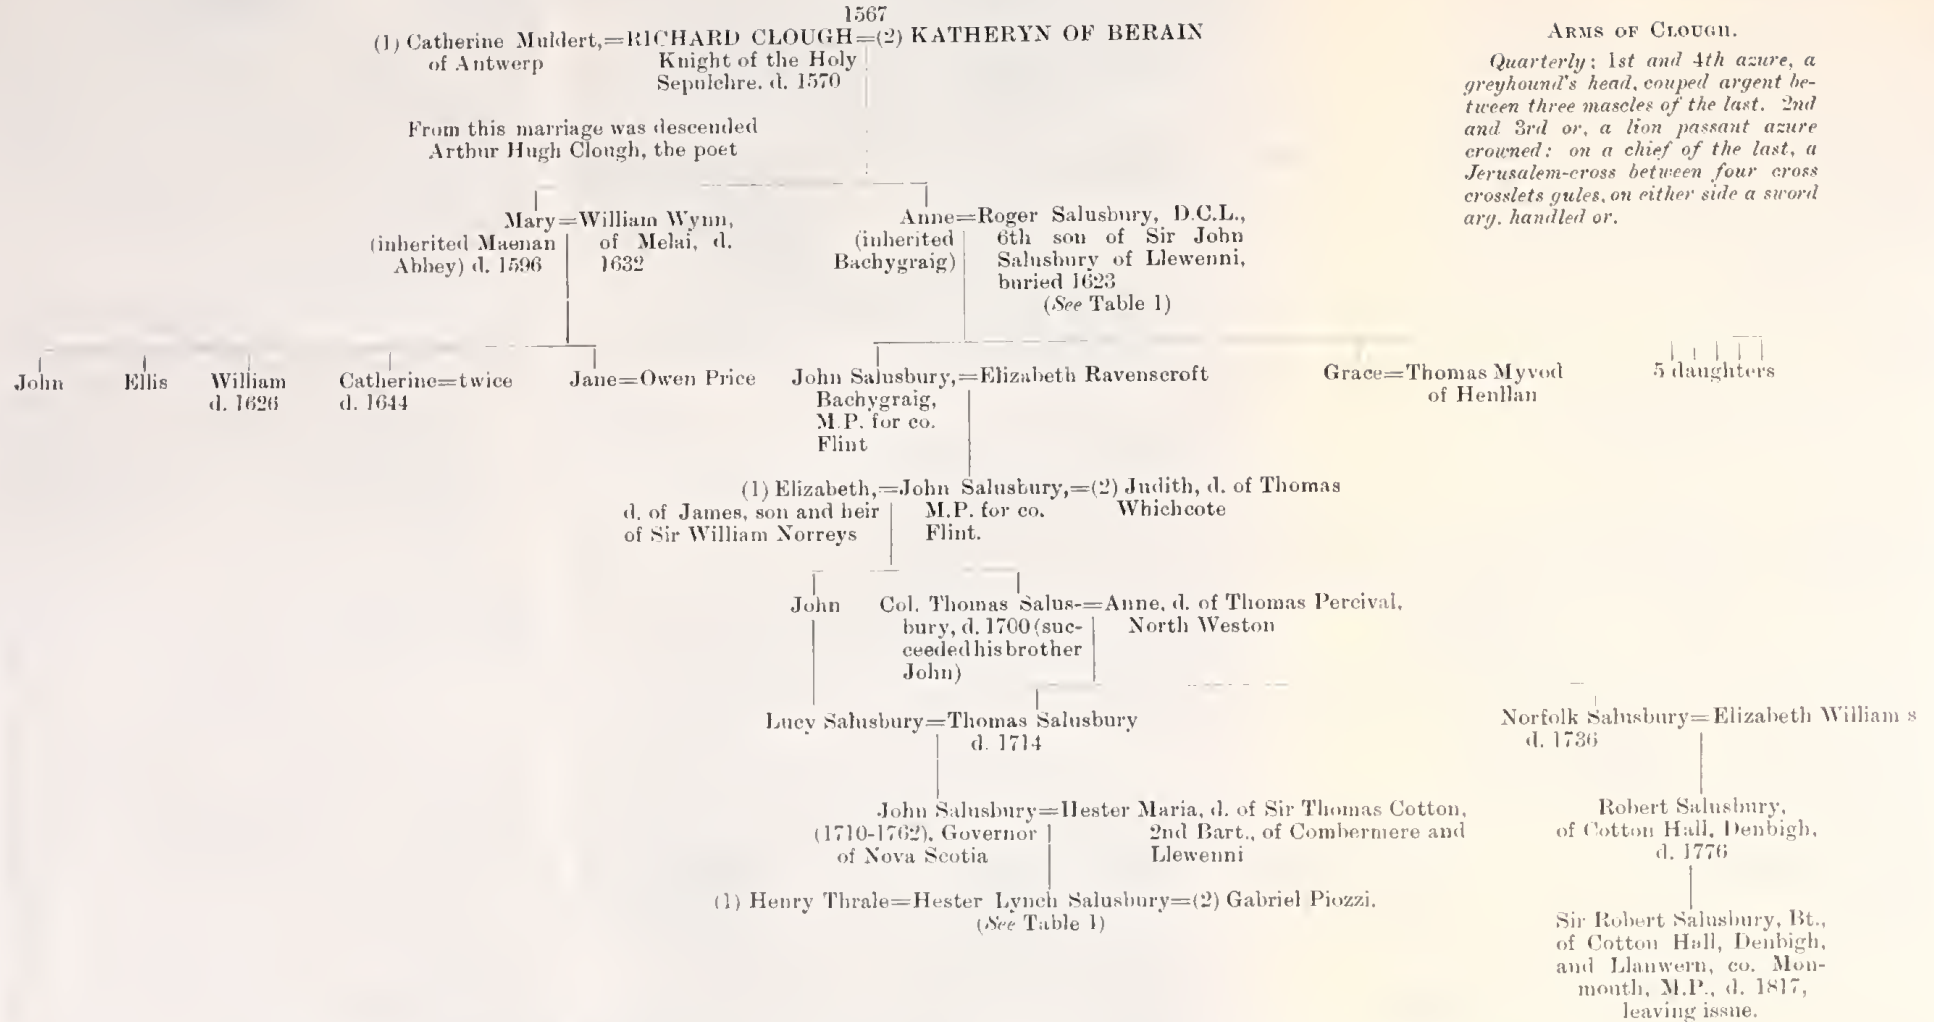 1567
(1) Catherine Muldert,=RICHARD CLOUGH=(2) KATHERYN OF BERAIN
of Antwerp
Knight of the Holy
Sepulchre. d. 1570
From this marriage was descended
Arthur Hugh Clough, the poet
ARMS OF CLOUGH.
Quarterly: 1st and 4th azure, a
greyhound's head, couped argent be-
tween three mascles of the last. 2nd
and 3rd or, a lion passant azure
crowned: on a chief of the last, a
Jerusalem-cross between four cross
crosslets gules, on either side a sword
arg. handled or.
Mary=William Wynn,
(inherited Maenan
Abbey) d. 1596
of Melai, d.
1632
Anne=Roger Salusbury, D.C.L.,
(inherited
Bachygraig)
6th son of Sir John
Salusbury of Llewenni,
buried 1623
(See Table 1)
John
Ellis
William
d. 1626
Catherine=twice
d. 1644
Jane=Owen Price
John Salusbury,=Elizabeth Ravenscroft
Bachygraig,
M.P. for co.
Flint
Grace=Thomas Myvod
of Henllan
5 daughters
(1) Elizabeth,=John Salusbury,=(2) Judith, d. of Thomas
d. of James, son and heir
of Sir William Norreys
M.P. for co.
Flint.
Whichcote
John
Col. Thomas Salus-=Anne, d. of Thomas Percival,
bury, d. 1700 (suc-
ceeded his brother
John)
North Weston
Lucy Salusbury=Thomas Salusbury
d. 1714
Norfolk Salusbury=Elizabeth William s
d. 1736
John Salusbury=Hester Maria, d. of Sir Thomas Cotton,
(1710-1762), Governor
of Nova Scotia
2nd Bart., of Combermere and
Llewenni
Robert Salusbury,
of Cotton Hall, Denbigh,
d. 1776
(1) Henry Thrale=Hester Lynch Salusbury=(2) Gabriel Piozzi.
(See Table 1)
Sir Robert Salusbury, Bt.,
of Cotton Hall, Denbigh,
and Llanwern, co. Mon-
mouth, M.P., d. 1817,
leaving issue.